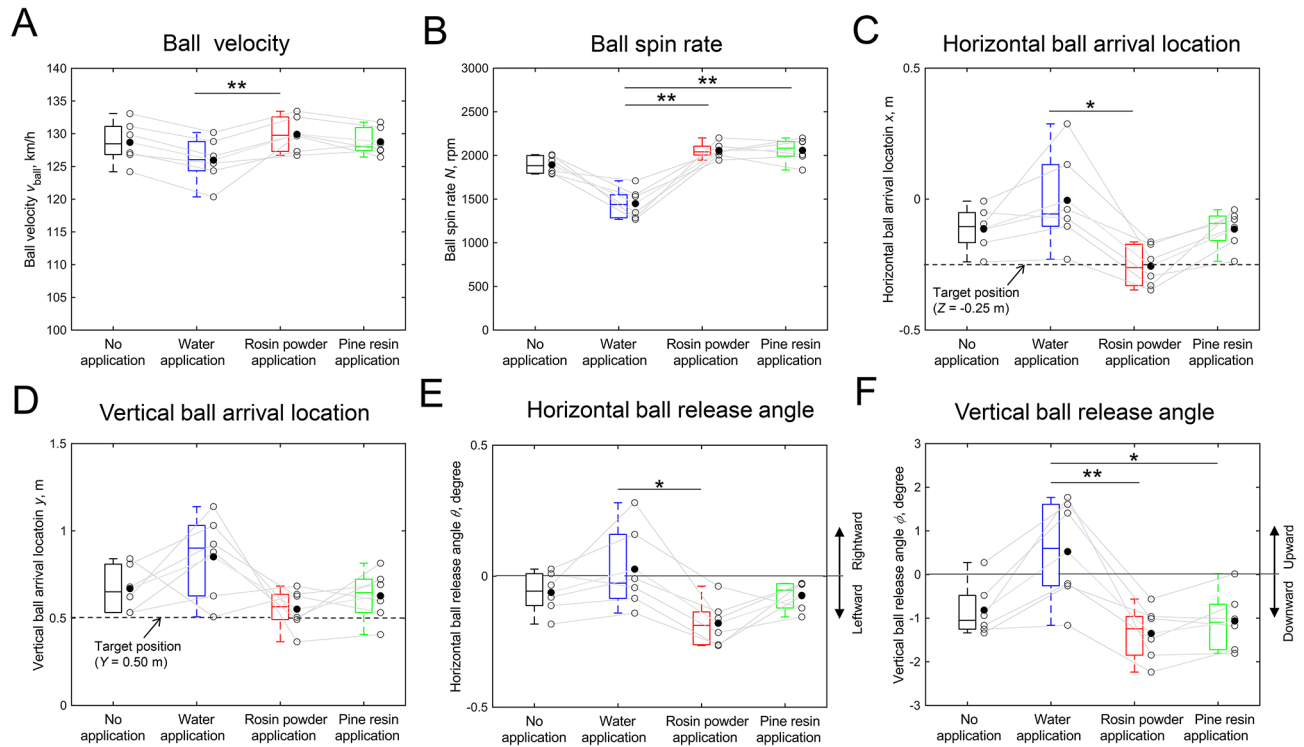 A
Ball velocity
Ball velocity vball, km/h
140
135
130
125
120
115
110
105
100
**
No application
Water application
Rosin powder application
Pine resin application
B
Ball spin rate
Ball spin rate N, rpm
3000
2500
2000
1500
1000
500
0
**
**
No application
Water application
Rosin powder application
Pine resin application
C
Horizontal ball arrival location
Horizontal ball arrival locatoin x, m
0.5
0
-0.5
*
Target position
(Z = -0.25 m)
No application
Water application
Rosin powder application
Pine resin application
D
Vertical ball arrival location
Vertical ball arrival locatoin y, m
1.5
1
0.5
0
Target position
(Y = 0.50 m)
No application
Water application
Rosin powder application
Pine resin application
E
Horizontal ball release angle
Horizontal ball release angle θ, degree
0.5
0
-0.5
*
Rightward
Leftward
No application
Water application
Rosin powder application
Pine resin application
F
Vertical ball release angle
Vertical ball release angle ϕ, degree
3
2
1
0
-1
-2
-3
*
**
Upward
Downward
No application
Water application
Rosin powder application
Pine resin application